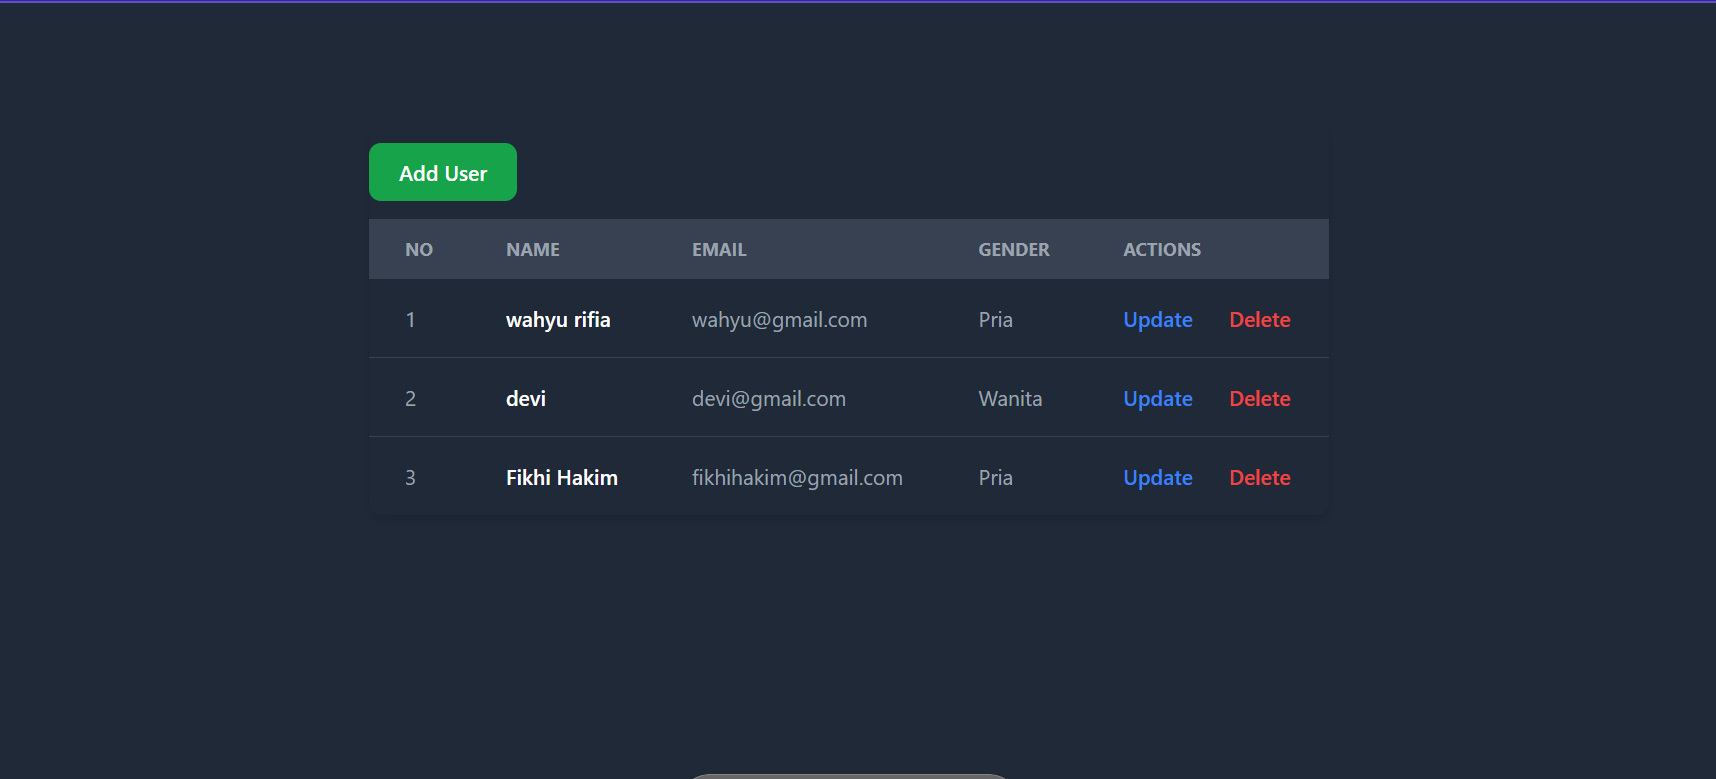 Add User
NO NAME EMAIL GENDER ACTIONS
1 wahyu rifia wahyu@gmail.com Pria Update Delete
2 devi devi@gmail.com Wanita Update Delete
3 Fikhi Hakim fikhihakim@gmail.com Pria Update Delete